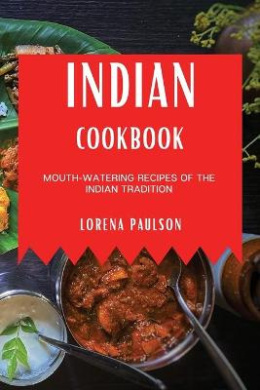 INDIAN
COOKBOOK
MOUTH-WATERING RECIPES OF THE
INDIAN TRADITION
LORENA PAULSON